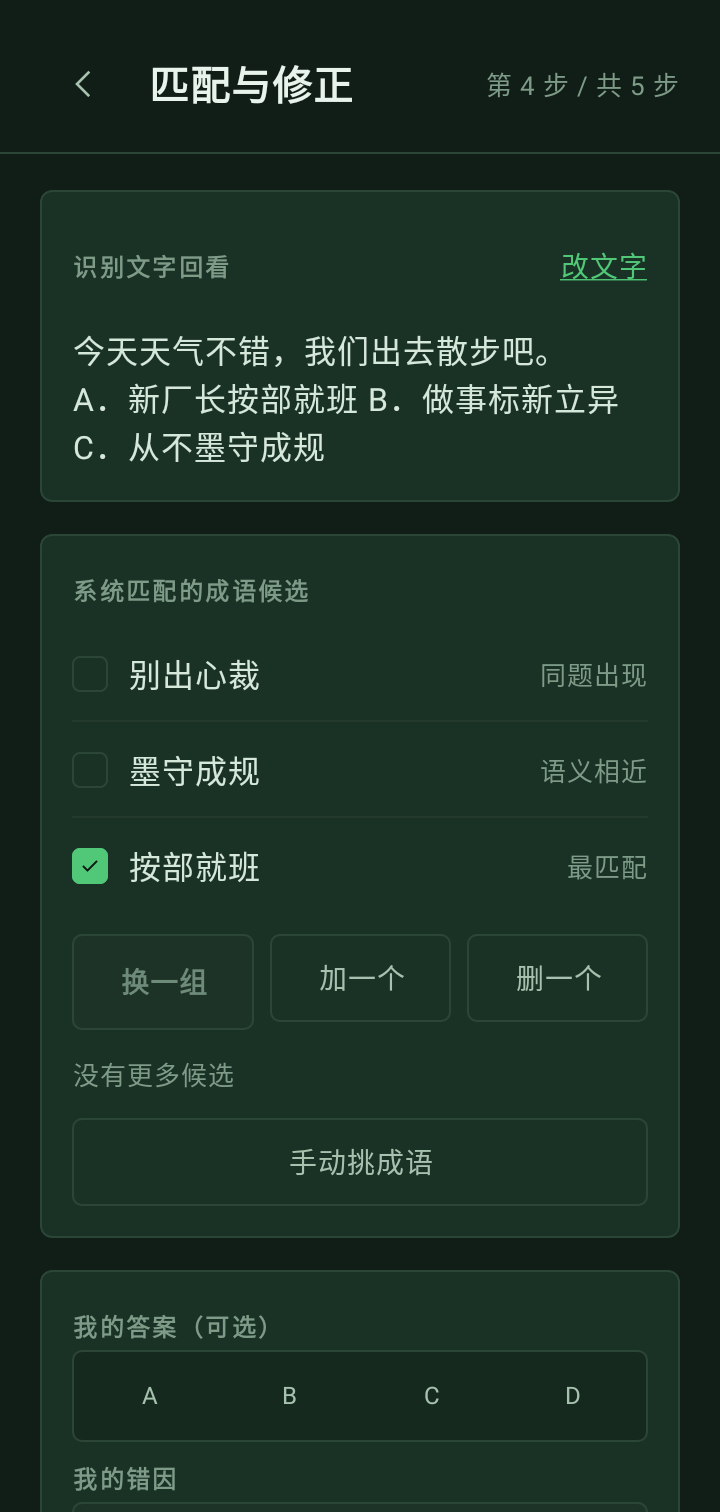 匹配与修正
第 4 步 / 共 5 步
识别文字回看
改文字
今天天气不错，我们出去散步吧。
A．新厂长按部就班 B．做事标新立异
C．从不墨守成规
系统匹配的成语候选
别出心裁
同题出现
墨守成规
语义相近
按部就班
最匹配
换一组
加一个
删一个
没有更多候选
手动挑成语
我的答案（可选）
A B C D
我的错因